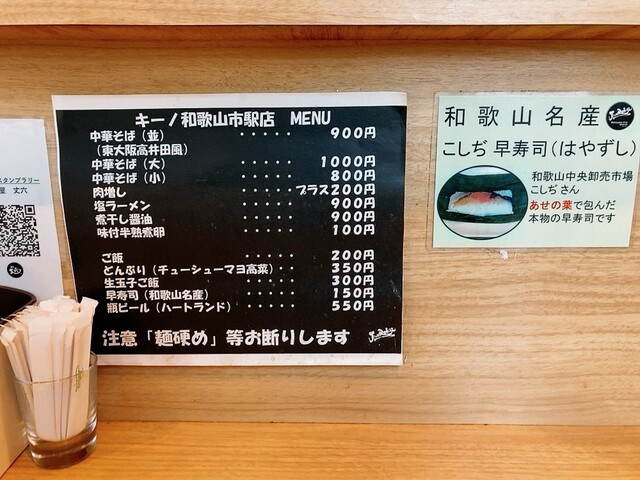 キーノ和歌山市駅店 MENU
中華そば（並） ・・・・・ 900円
（東大阪高井田風）
中華そば（大） ・・・・・ 1000円
中華そば（小） ・・・・・ 800円
肉増し ・・・・・ プラス200円
塩ラーメン ・・・・・ 900円
煮干し醤油 ・・・・・ 900円
味付半熟煮卵 ・・・・・ 100円
ご飯 ・・・・・ 200円
どんぶり（チューシューマヨ高菜）・・ 350円
生玉子ご飯 ・・・・・ 300円
早寿司（和歌山名産） ・・・・・ 150円
瓶ビール（ハートランド） ・・・・ 550円
注意「麺硬め」等お断りします
和歌山名産
こしぢ 早寿司（はやずし）
和歌山中央卸売市場
こしぢさん
あせの葉で包んだ
本物の早寿司です
スタンプラリー
屋 丈六